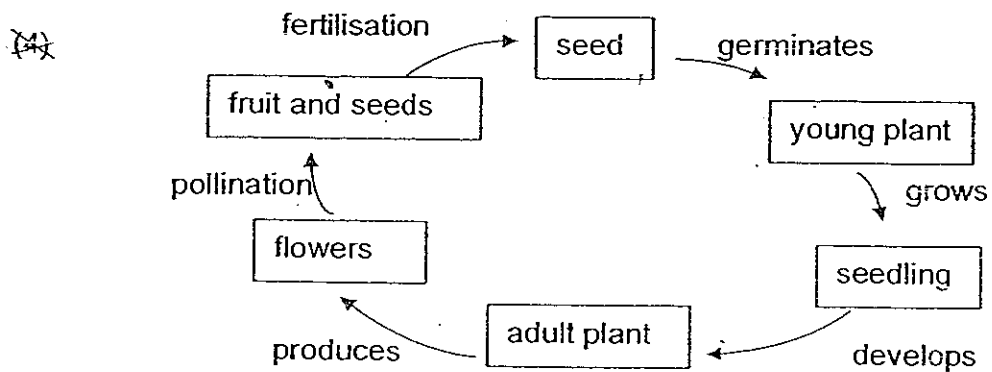 fertilisation
seed
germinates
fruit and seeds
young plant
pollination
grows
flowers
seedling
adult plant
produces
develops